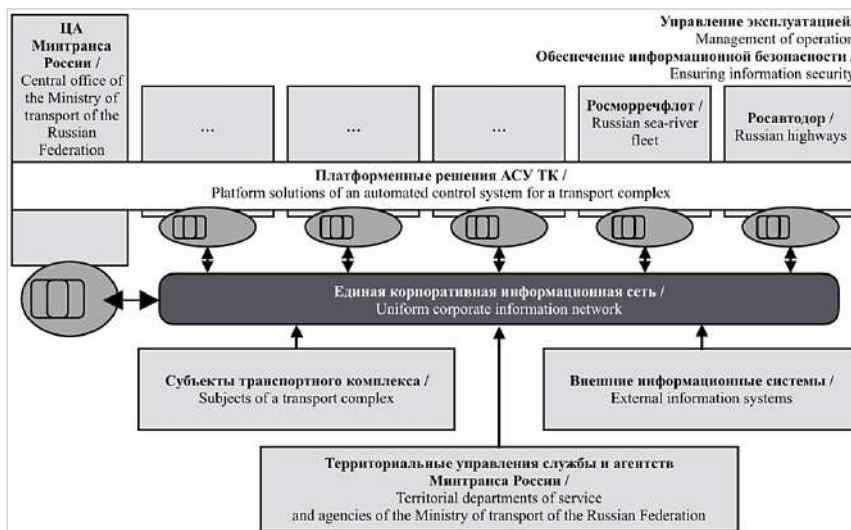 ЦА
Минтранса
России /
Central office of
the Ministry of
transport of the
Russian
Federation
Управление эксплуатацией/
Management of operation
Обеспечение информационной безопасности /
Ensuring information security
...
...
...
Росморречфлот /
Russian sea-river
fleet
Росавтодор /
Russian highways
Платформенные решения АСУ ТК /
Platform solutions of an automated control system for a transport complex
Единая корпоративная информационная сеть /
Uniform corporate information network
Субъекты транспортного комплекса /
Subjects of a transport complex
Внешние информационные системы /
External information systems
Территориальные управления службы и агентств
Минтранса России /
Territorial departments of service
and agencies of the Ministry of transport of the Russian Federation